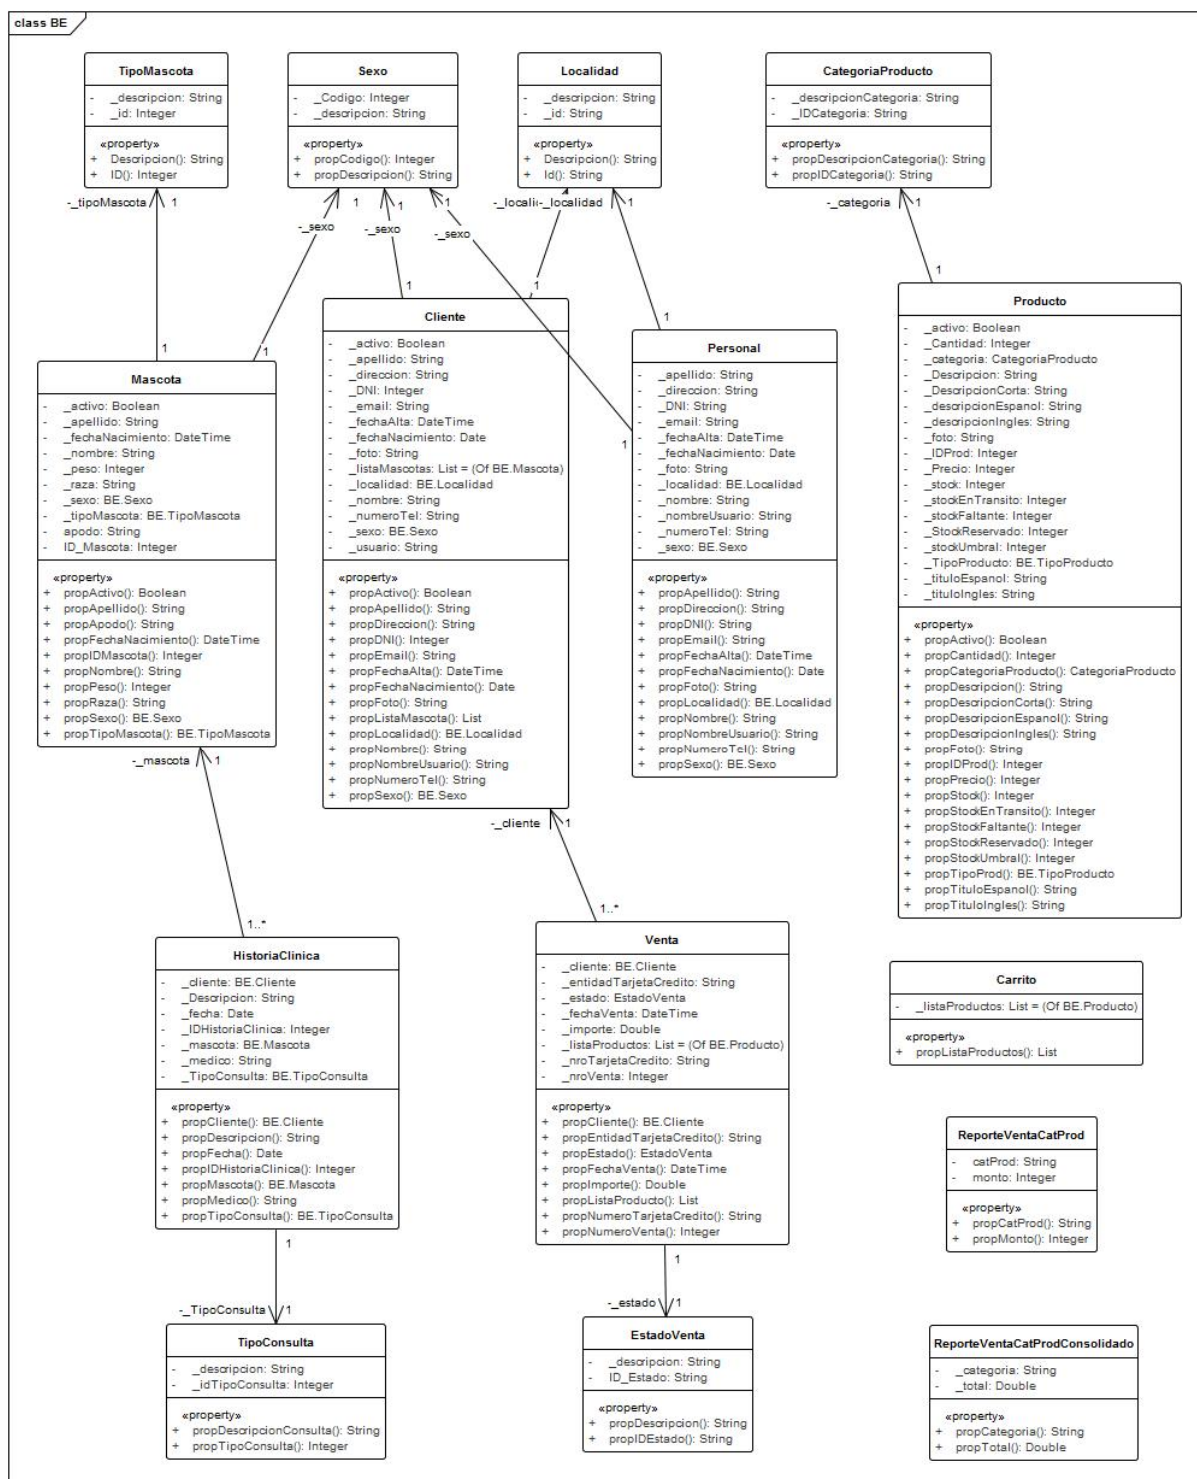 class BE
TipoMascota
- _descripcion: String
- _id: Integer
«property»
+ Descripcion(): String
+ ID(): Integer
Sexo
- _Codigo: Integer
- _descripcion: String
«property»
+ propCodigo(): Integer
+ propDescripcion(): String
Localidad
- _descripcion: String
- _id: String
«property»
+ Descripcion(): String
+ Id(): String
CategoriaProducto
- _descripcionCategoria: String
- _IDCategoria: String
«property»
+ propDescripcionCategoria(): String
+ propIDCategoria(): String
-_tipoMascota 1
1
-_sexo 1
1
-_sexo 1
1
-_sexo 1
1
-_locali 1
1
-_localidad 1
1
-_categoria 1
1
Mascota
- _activo: Boolean
- _apellido: String
- _fechaNacimiento: DateTime
- _nombre: String
- _peso: Integer
- _raza: String
- _sexo: BE.Sexo
- _tipoMascota: BE.TipoMascota
- apodo: String
- ID_Mascota: Integer
«property»
+ propActivo(): Boolean
+ propApellido(): String
+ propApodo(): String
+ propFechaNacimiento(): DateTime
+ propIDMascota(): Integer
+ propNombre(): String
+ propPeso(): Integer
+ propRaza(): String
+ propSexo(): BE.Sexo
+ propTipoMascota(): BE.TipoMascota
Cliente
- _activo: Boolean
- _apellido: String
- _direccion: String
- _DNI: Integer
- _email: String
- _fechaAlta: DateTime
- _fechaNacimiento: Date
- _foto: String
- _listaMascotas: List = (Of BE.Mascota)
- _localidad: BE.Localidad
- _nombre: String
- _numeroTel: String
- _sexo: BE.Sexo
- _usuario: String
«property»
+ propActivo(): Boolean
+ propApellido(): String
+ propDireccion(): String
+ propDNI(): Integer
+ propEmail(): String
+ propFechaAlta(): DateTime
+ propFechaNacimiento(): Date
+ propFoto(): String
+ propListaMascota(): List
+ propLocalidad(): BE.Localidad
+ propNombre(): String
+ propNombreUsuario(): String
+ propNumeroTel(): String
+ propSexo(): BE.Sexo
Personal
- _apellido: String
- _direccion: String
- _DNI: String
- _email: String
- _fechaAlta: DateTime
- _fechaNacimiento: Date
- _foto: String
- _localidad: BE.Localidad
- _nombre: String
- _nombreUsuario: String
- _numeroTel: String
- _sexo: BE.Sexo
«property»
+ propApellido(): String
+ propDireccion(): String
+ propDNI(): String
+ propEmail(): String
+ propFechaAlta(): DateTime
+ propFechaNacimiento(): Date
+ propFoto(): String
+ propLocalidad(): BE.Localidad
+ propNombre(): String
+ propNombreUsuario(): String
+ propNumeroTel(): String
+ propSexo(): BE.Sexo
Producto
- _activo: Boolean
- _Cantidad: Integer
- _categoria: CategoriaProducto
- _Descripcion: String
- _DescripcionCorta: String
- _descripcionEspanol: String
- _descripcionIngles: String
- _foto: String
- _IDProd: Integer
- _Precio: Integer
- _stock: Integer
- _stockEnTransito: Integer
- _stockFaltante: Integer
- _StockReservado: Integer
- _stockUmbral: Integer
- _TipoProducto: BE.TipoProducto
- _tituloEspanol: String
- _tituloIngles: String
«property»
+ propActivo(): Boolean
+ propCantidad(): Integer
+ propCategoriaProducto(): CategoriaProducto
+ propDescripcion(): String
+ propDescripcionCorta(): String
+ propDescripcionEspanol(): String
+ propDescripcionIngles(): String
+ propFoto(): String
+ propIDProd(): Integer
+ propPrecio(): Integer
+ propStock(): Integer
+ propStockEnTransito(): Integer
+ propStockFaltante(): Integer
+ propStockReservado(): Integer
+ propStockUmbral(): Integer
+ propTipoProd(): BE.TipoProducto
+ propTituloEspanol(): String
+ propTituloIngles(): String
-_mascota 1
1..*
-_cliente 1
1..*
HistoriaClinica
- _cliente: BE.Cliente
- _Descripcion: String
- _fecha: Date
- _IDHistoriaClinica: Integer
- _mascota: BE.Mascota
- _medico: String
- _TipoConsulta: BE.TipoConsulta
«property»
+ propCliente(): BE.Cliente
+ propDescripcion(): String
+ propFecha(): Date
+ propIDHistoriaClinica(): Integer
+ propMascota(): BE.Mascota
+ propMedico(): String
+ propTipoConsulta(): BE.TipoConsulta
Venta
- _cliente: BE.Cliente
- _entidadTarjetaCredito: String
- _estado: EstadoVenta
- _fechaVenta: DateTime
- _importe: Double
- _listaProductos: List = (Of BE.Producto)
- _nroTarjetaCredito: String
- _nroVenta: Integer
«property»
+ propCliente(): BE.Cliente
+ propEntidadTarjetaCredito(): String
+ propEstado(): EstadoVenta
+ propFechaVenta(): DateTime
+ propImporte(): Double
+ propListaProducto(): List
+ propNumeroTarjetaCredito(): String
+ propNumeroVenta(): Integer
Carrito
- _listaProductos: List = (Of BE.Producto)
«property»
+ propListaProductos(): List
ReporteVentaCatProd
- catProd: String
- monto: Integer
«property»
+ propCatProd(): String
+ propMonto(): Integer
1
-_TipoConsulta 1
1
-_estado 1
TipoConsulta
- _descripcion: String
- _idTipoConsulta: Integer
«property»
+ propDescripcionConsulta(): String
+ propTipoConsulta(): Integer
EstadoVenta
- _descripcion: String
- ID_Estado: String
«property»
+ propDescripcion(): String
+ propIDEstado(): String
ReporteVentaCatProdConsolidado
- _categoria: String
- _total: Double
«property»
+ propCategoria(): String
+ propTotal(): Double